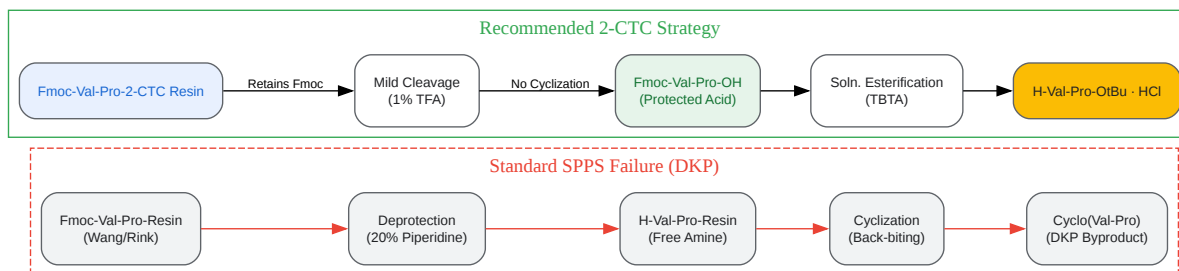 Recommended 2-CTC Strategy
Fmoc-Val-Pro-2-CTC Resin
Retains Fmoc
Mild Cleavage
(1% TFA)
No Cyclization
Fmoc-Val-Pro-OH
(Protected Acid)
Soln. Esterification
(TBTA)
H-Val-Pro-OtBu · HCl
Standard SPPS Failure (DKP)
Fmoc-Val-Pro-Resin
(Wang/Rink)
Deprotection
(20% Piperidine)
H-Val-Pro-Resin
(Free Amine)
Cyclization
(Back-biting)
Cyclo(Val-Pro)
(DKP Byproduct)